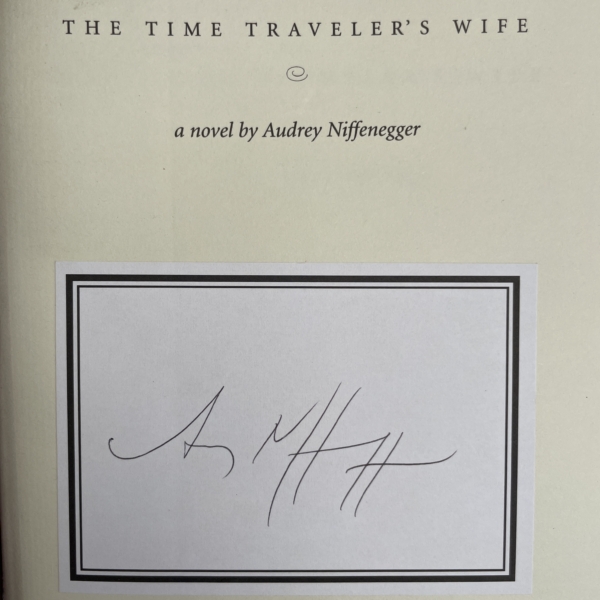 THE TIME TRAVELER'S WIFE
a novel by Audrey Niffenegger